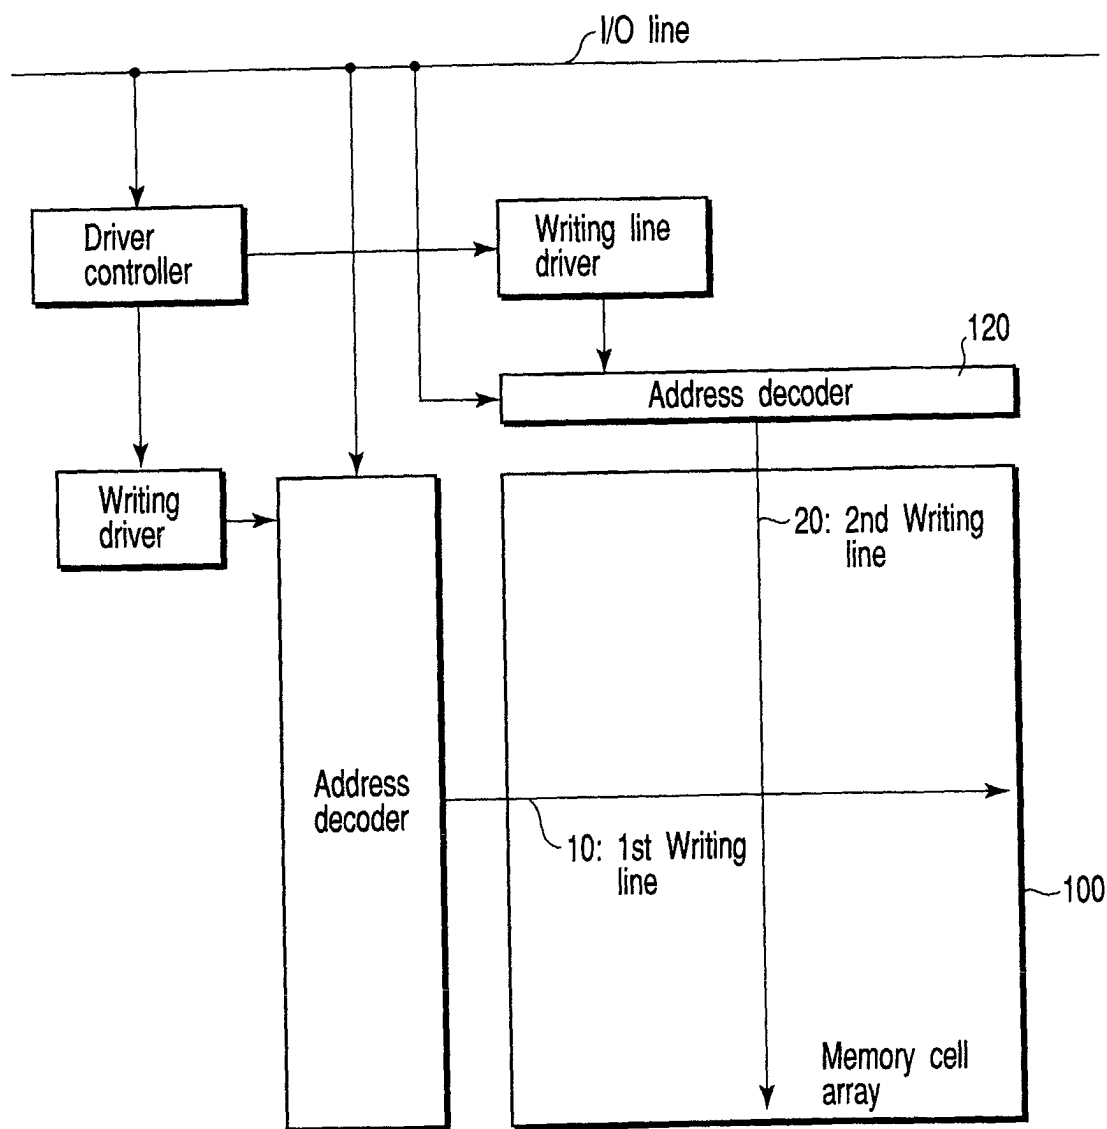 I/O line
Driver
controller
Writing line
driver
120
Address decoder
Writing
driver
20: 2nd Writing
line
Address
decoder
10: 1st Writing
line
100
Memory cell
array